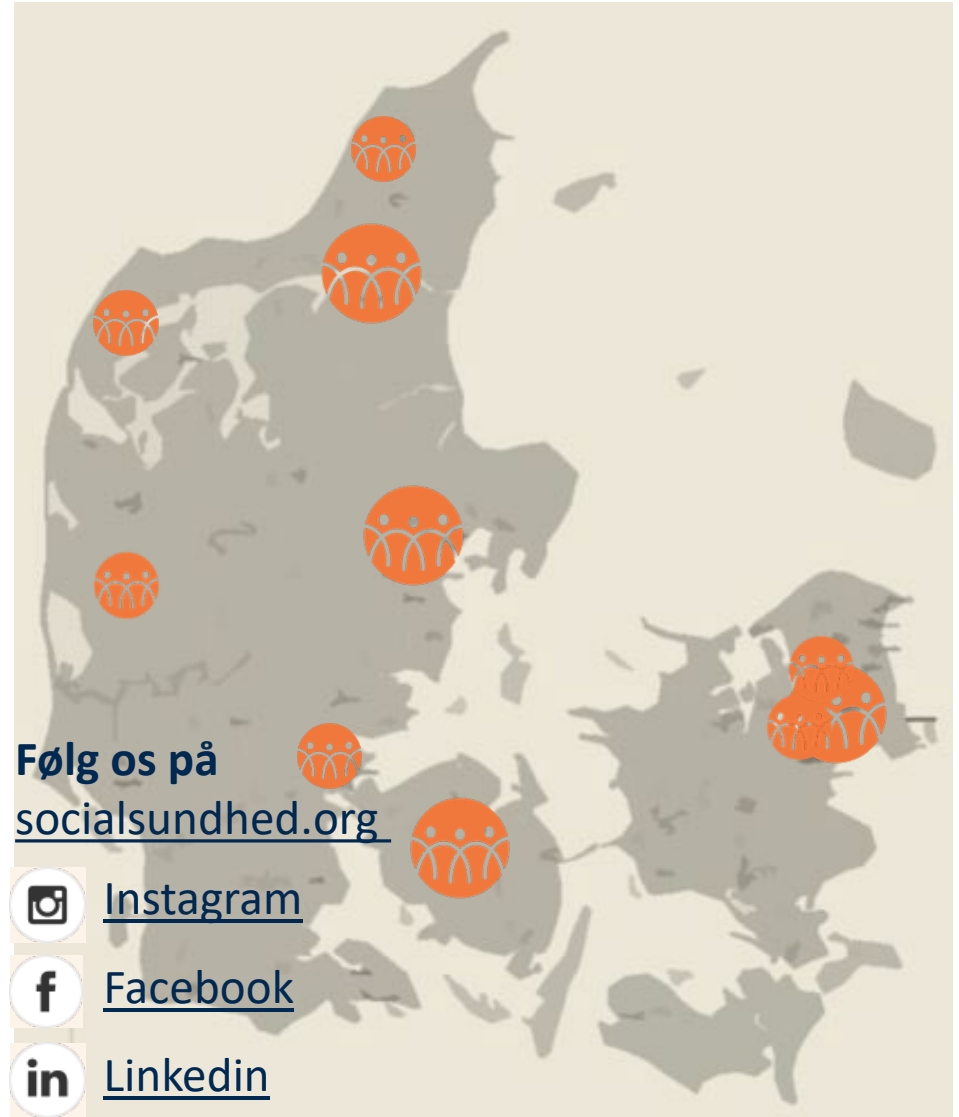 Følg os på
socialsundhed.org
Instagram
Facebook
Linkedin